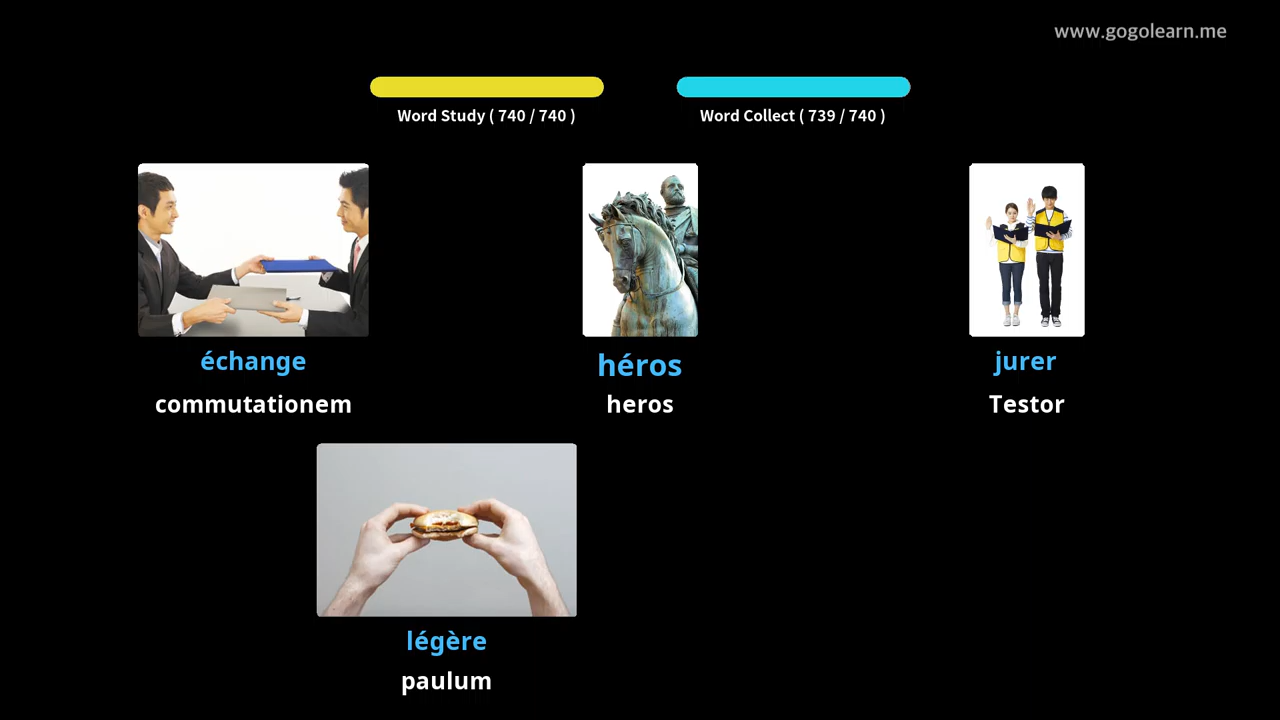 www.gogolearn.me
Word Study ( 740 / 740 )
Word Collect ( 739 / 740 )
échange
héros
jurer
commutationem
heros
Testor
légère
paulum